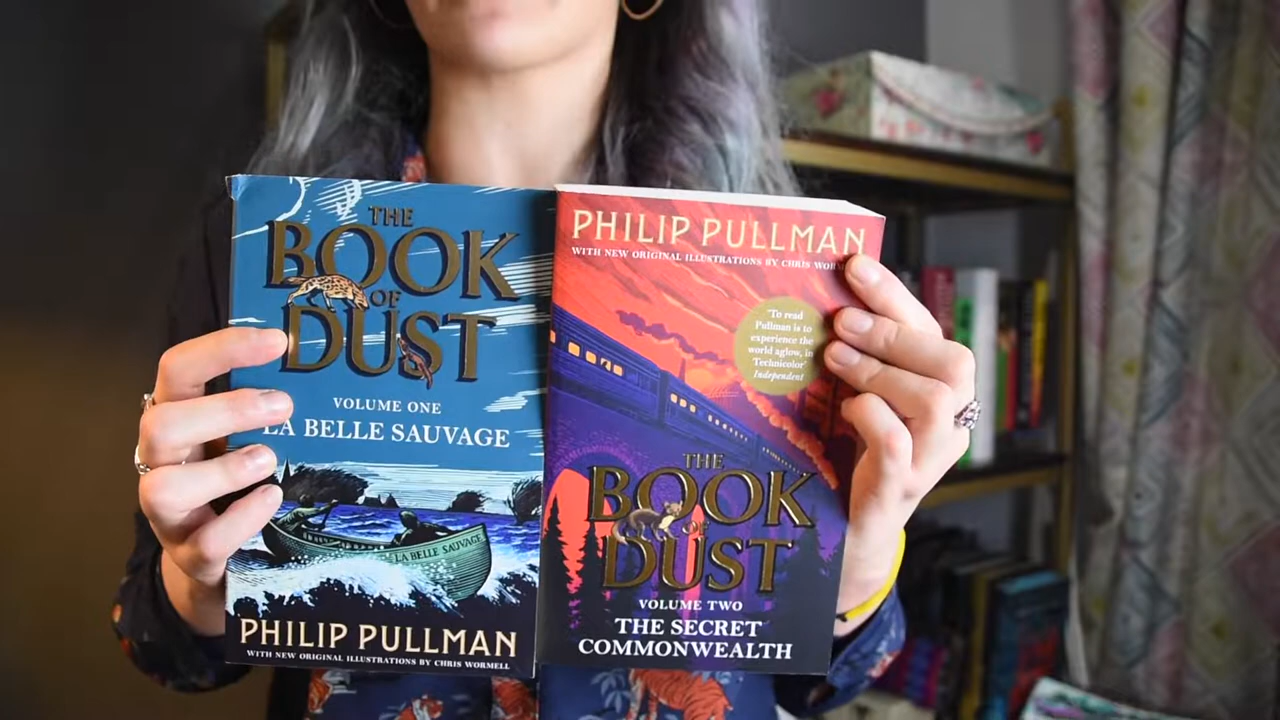 THE
BOOK
OF
DUST
VOLUME ONE
LA BELLE SAUVAGE
LA BELLE SAUVAGE
PHILIP PULLMAN
WITH NEW ORIGINAL ILLUSTRATIONS BY CHRIS WORMELL
PHILIP PULLMAN
WITH NEW ORIGINAL ILLUSTRATIONS BY CHRIS
'To read
Pullman is to
experience the
world aglow, in
Technicolor'
Independent
THE
BOOK
OF
DUST
VOLUME TWO
THE SECRET
COMMONWEALTH